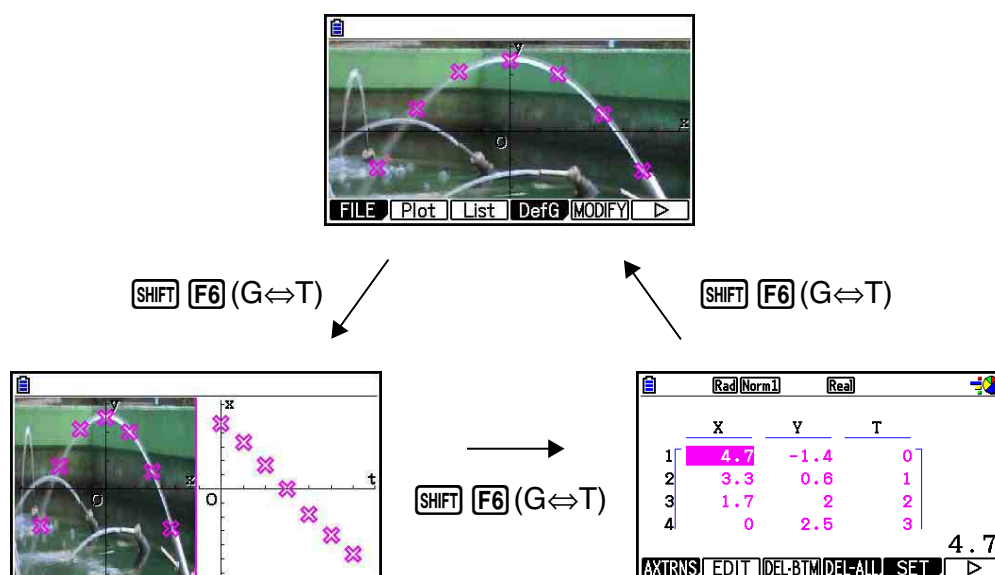 y
x
O
FILE Plot List DefG MODIFY ▷
SHIFT F6 (G⇔T)
SHIFT F6 (G⇔T)
y
x
O
x
t
O
SHIFT F6 (G⇔T)
Rad Norm1 Real
X Y T
1 4.7 -1.4 0
2 3.3 0.6 1
3 1.7 2 2
4 0 2.5 3
4.7
AXTRNS EDIT DEL-BTM DEL-ALL SET ▷